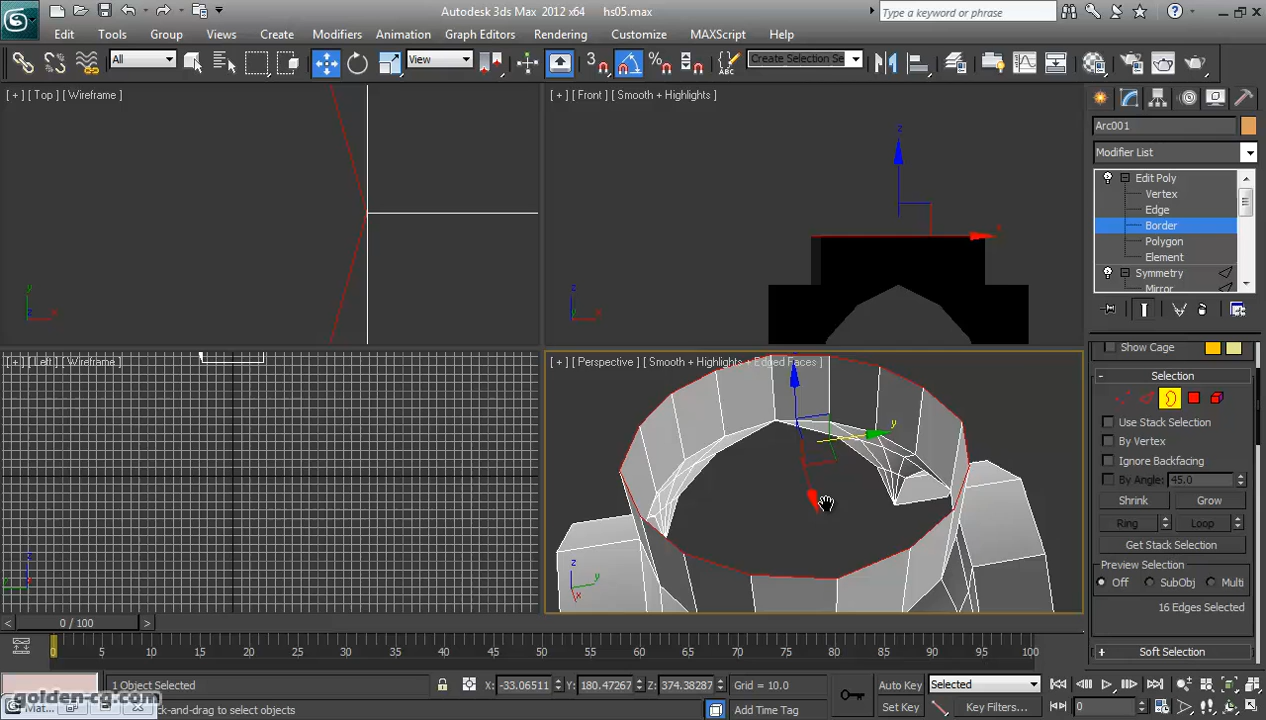 Autodesk 3ds Max 2012 x64 hs05.max
Type a keyword or phrase
Edit Tools Group Views Create Modifiers Animation Graph Editors Rendering Customize MAXScript Help
All View 3 ABC Create Selection Se
[ + ] [ Top ] [ Wireframe ]
[ + ] [ Front ] [ Smooth + Highlights ]
Arc001
Modifier List
Edit Poly
Vertex
Edge
Border
Polygon
Element
Symmetry
Mirror
[ + ] [ Left ] [ Wireframe ]
[ + ] [ Perspective ] [ Smooth + Highlights + Edged Faces ]
Show Cage
Selection
Use Stack Selection
By Vertex
Ignore Backfacing
By Angle: 45.0
Shrink Grow
Ring Loop
Get Stack Selection
Preview Selection
Off SubObj Multi
16 Edges Selected
Soft Selection
z
x
z
x
y
x
z
y
z
y
x
z
y
< 0 / 100 >
0 5 10 15 20 25 30 35 40 45 50 55 60 65 70 75 80 85 90 95 100
1 Object Selected X: -33.06511 Y: 180.47267 Z: 374.38287 Grid = 10.0 Auto Key Selected
golden-cg.com
Mat...
ck-and-drag to select objects Add Time Tag Set Key Key Filters... 0